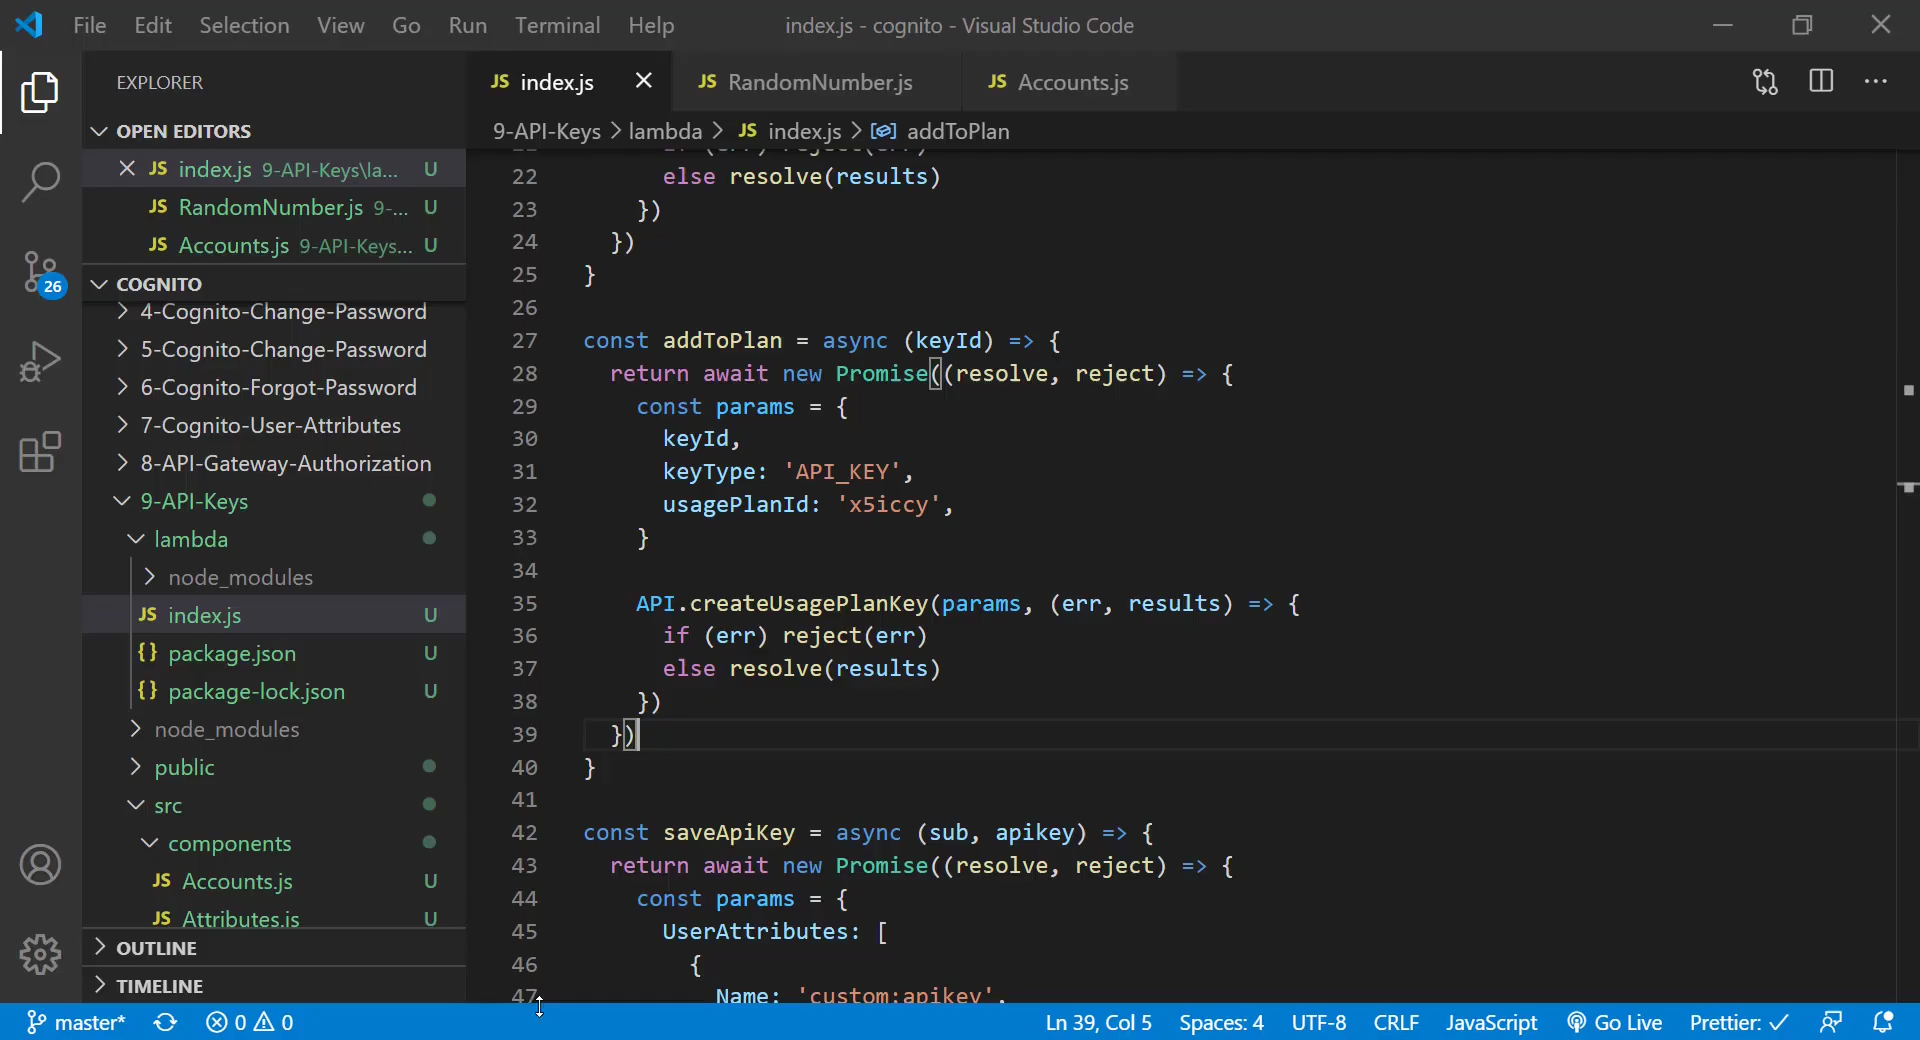 File Edit Selection View Go Run Terminal Help
index.js - cognito - Visual Studio Code
EXPLORER
OPEN EDITORS
JS index.js 9-API-Keys\la... U
JS RandomNumber.js 9-... U
JS Accounts.js 9-API-Keys... U
COGNITO
4-Cognito-Change-Password
5-Cognito-Change-Password
6-Cognito-Forgot-Password
7-Cognito-User-Attributes
8-API-Gateway-Authorization
9-API-Keys
lambda
node_modules
JS index.js U
{} package.json U
{} package-lock.json U
node_modules
public
src
components
JS Accounts.js U
JS Attributes.js U
OUTLINE
TIMELINE
26
JS index.js
JS RandomNumber.js
JS Accounts.js
9-API-Keys > lambda > JS index.js > addToPlan
21 if (err) reject(err)
22 else resolve(results)
23 })
24 })
25 }
26
27 const addToPlan = async (keyId) => {
28 return await new Promise((resolve, reject) => {
29 const params = {
30 keyId,
31 keyType: 'API_KEY',
32 usagePlanId: 'x5iccy',
33 }
34
35 API.createUsagePlanKey(params, (err, results) => {
36 if (err) reject(err)
37 else resolve(results)
38 })
39 })
40 }
41
42 const saveApiKey = async (sub, apikey) => {
43 return await new Promise((resolve, reject) => {
44 const params = {
45 UserAttributes: [
46 {
47 Name: 'custom:apikey',
master* 0 0 Ln 39, Col 5 Spaces: 4 UTF-8 CRLF JavaScript Go Live Prettier: ✓